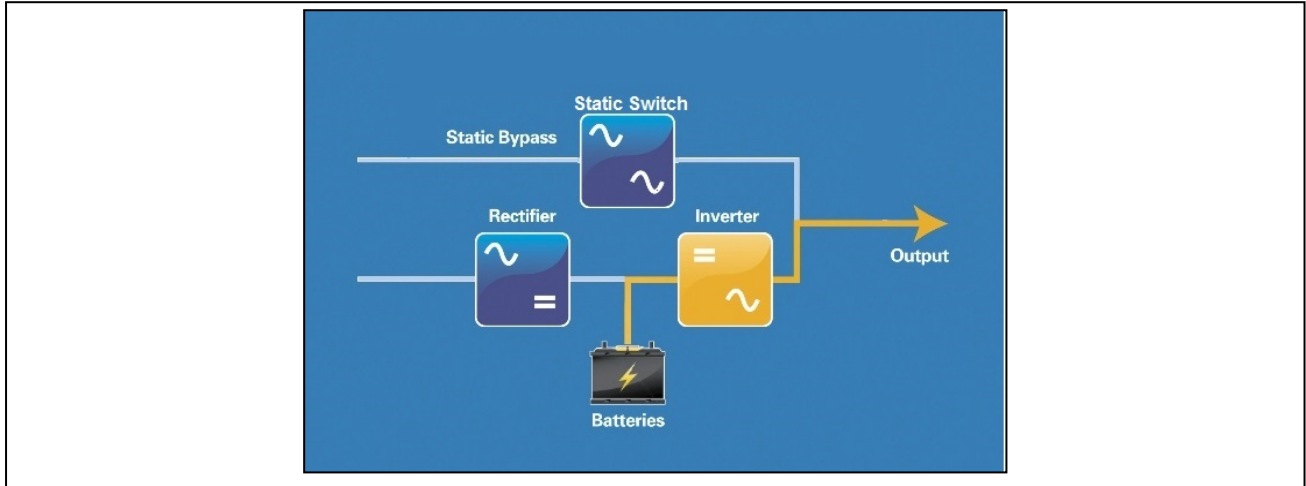 Static Switch
Static Bypass
Rectifier
Inverter
Output
Batteries